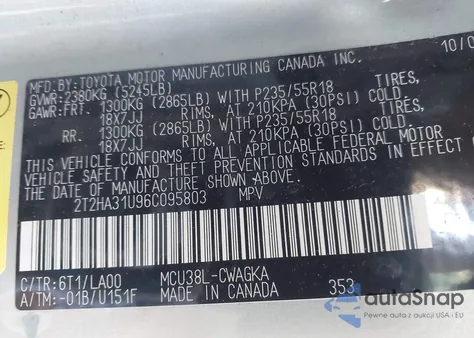 MFD. BY: TOYOTA MOTOR MANUFACTURING CANADA INC. 10/0
GVWR: 2380KG (5245LB)
GAWR: FRT. 1300KG (2865LB) WITH P235/55R18
18X7JJ RIMS, AT 210KPA (30PSI) COLD.
RR. 1300KG (2865LB) WITH P235/55R18
18X7JJ RIMS, AT 210KPA (30PSI) COLD.
THIS VEHICLE CONFORMS TO ALL APPLICABLE FEDERAL MOTOR
VEHICLE SAFETY AND THEFT PREVENTION STANDARDS IN EFFECT
THE DATE OF MANUFACTURE SHOWN ABOVE.
2T2HA31U96C095803 MPV
C/TR: 6T1/LA00 MCU38L-CWAGKA
A/TM: -01B/U151F MADE IN CANADA 353
autoSnap
Pewne auta z dostawą z USA i EU